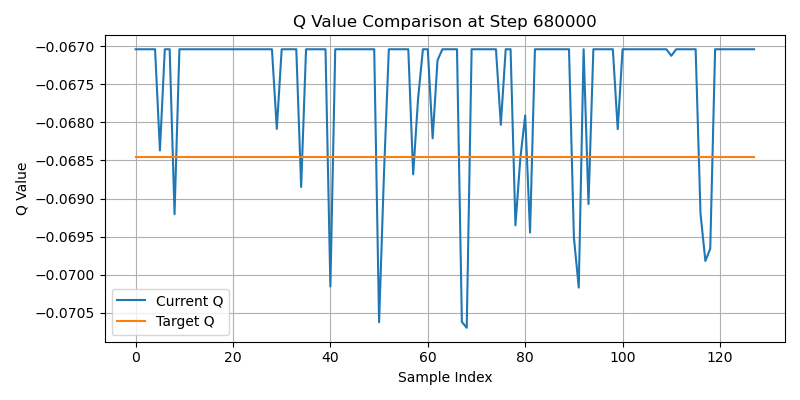 Q Value Comparison at Step 680000
−0.0670
−0.0675
−0.0680
−0.0685
−0.0690
−0.0695
−0.0700
−0.0705
Q Value
Current Q
Target Q
0 20 40 60 80 100 120
Sample Index